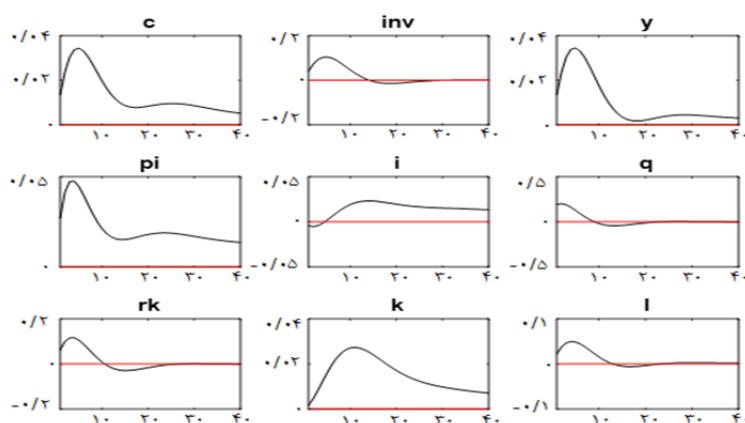 c inv y
۰/۰۴ ۰/۲ ۰/۰۴
۰/۰۲ ۰ ۰/۰۲
۰ -۰/۲ ۰
۱۰ ۲۰ ۳۰ ۴۰ ۱۰ ۲۰ ۳۰ ۴۰ ۱۰ ۲۰ ۳۰ ۴۰
pi i q
۰/۰۵ ۰/۰۵ ۰/۵
۰ ۰
۰ -۰/۰۵ -۰/۵
۱۰ ۲۰ ۳۰ ۴۰ ۱۰ ۲۰ ۳۰ ۴۰ ۱۰ ۲۰ ۳۰ ۴۰
rk k l
۰/۲ ۰/۰۴ ۰/۱
۰ ۰/۰۲ ۰
-۰/۲ ۰ -۰/۱
۱۰ ۲۰ ۳۰ ۴۰ ۱۰ ۲۰ ۳۰ ۴۰ ۱۰ ۲۰ ۳۰ ۴۰